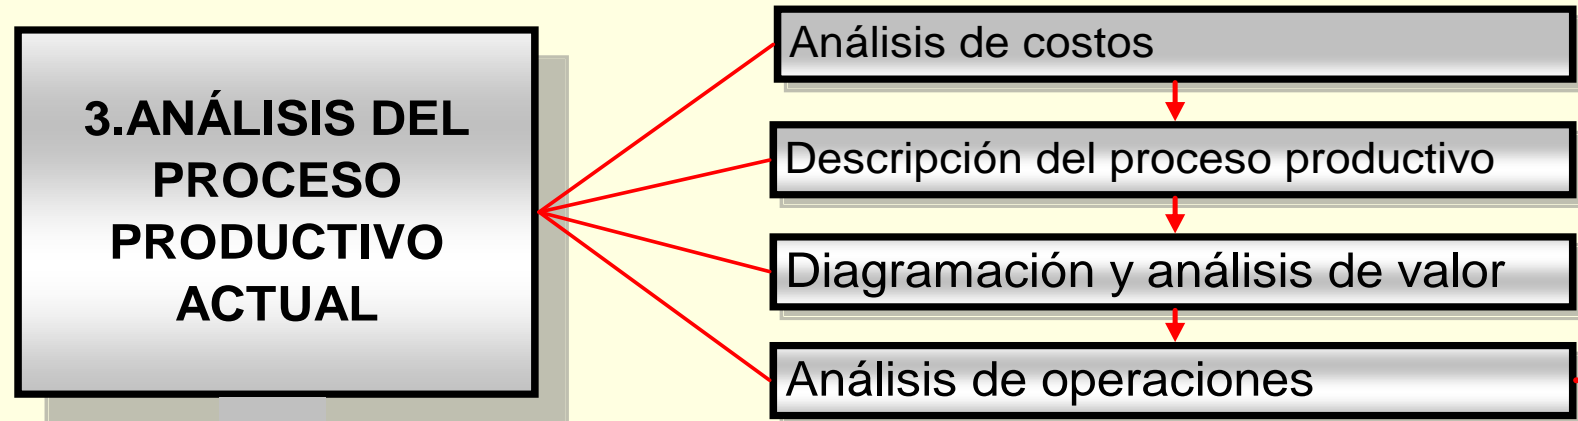 3.ANÁLISIS DEL
PROCESO
PRODUCTIVO
ACTUAL
Análisis de costos
Descripción del proceso productivo
Diagramación y análisis de valor
Análisis de operaciones